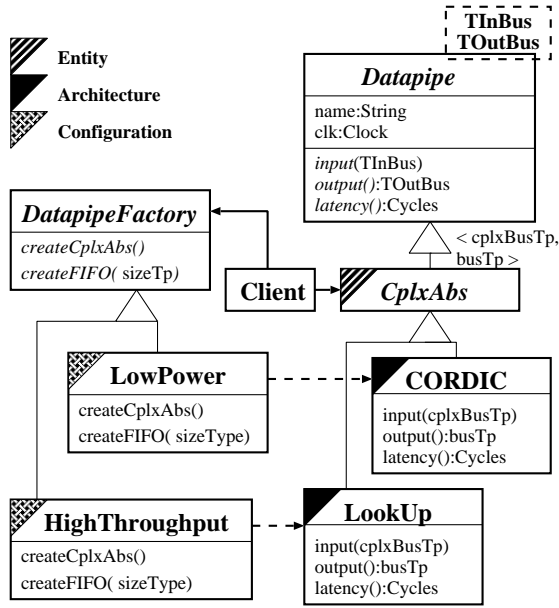 TInBus
TOutBus
Entity
Architecture
Configuration
Datapipe
name:String
clk:Clock
input(TInBus)
output():TOutBus
latency():Cycles
DatapipeFactory
createCplxAbs()
createFIFO( sizeTp)
< cplxBusTp,
busTp >
Client
CplxAbs
LowPower
createCplxAbs()
createFIFO( sizeType)
CORDIC
input(cplxBusTp)
output():busTp
latency():Cycles
HighThroughput
createCplxAbs()
createFIFO( sizeType)
LookUp
input(cplxBusTp)
output():busTp
latency():Cycles